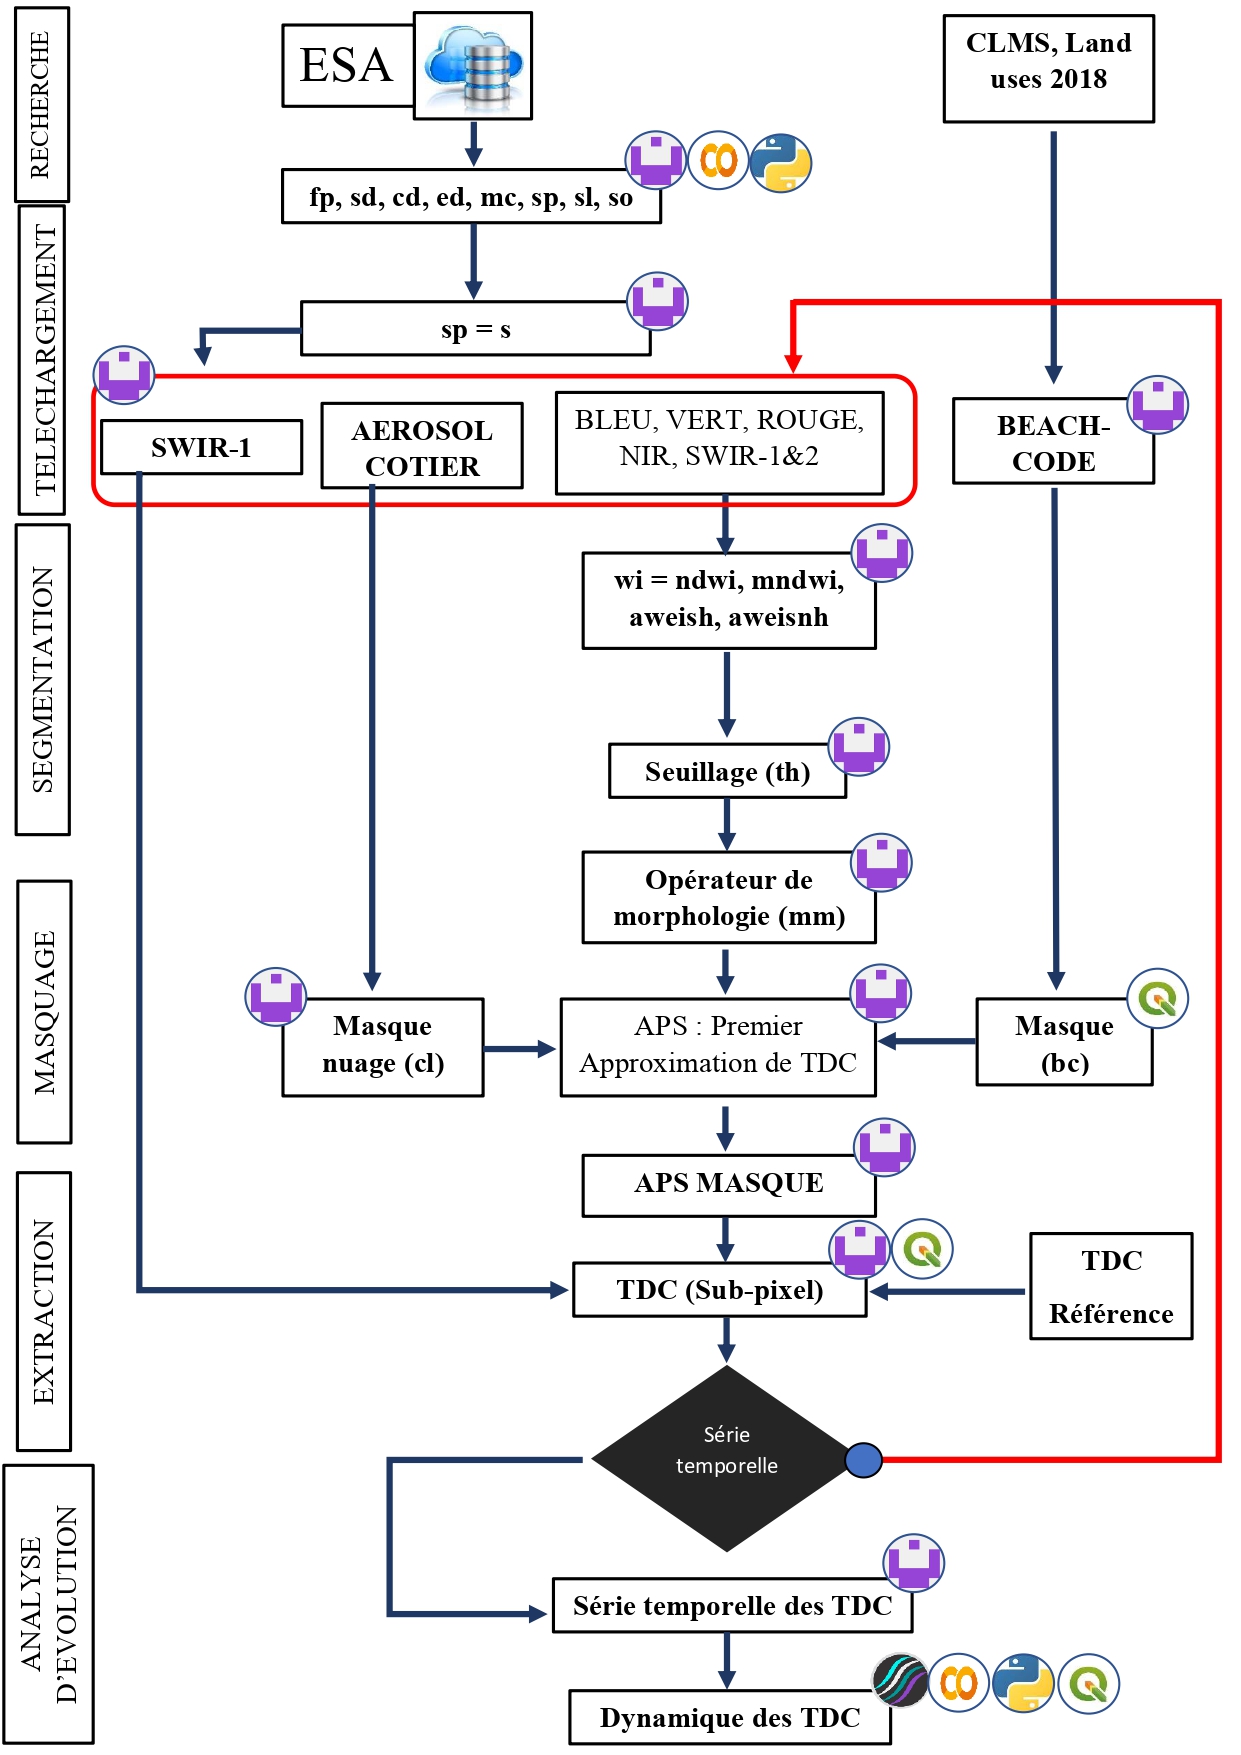 RECHERCHE
ESA
CLMS, Land
uses 2018
fp, sd, cd, ed, mc, sp, sl, so
TELECHARGEMENT
sp = s
SWIR-1
AEROSOL
COTIER
BLEU, VERT, ROUGE,
NIR, SWIR-1&2
BEACH-
CODE
SEGMENTATION
wi = ndwi, mndwi,
aweish, aweisnh
Seuillage (th)
Opérateur de
morphologie (mm)
MASQUAGE
Masque
nuage (cl)
APS : Premier
Approximation de TDC
Masque
(bc)
APS MASQUE
EXTRACTION
TDC (Sub-pixel)
TDC
Référence
Série
temporelle
ANALYSE
D'EVOLUTION
Série temporelle des TDC
Dynamique des TDC